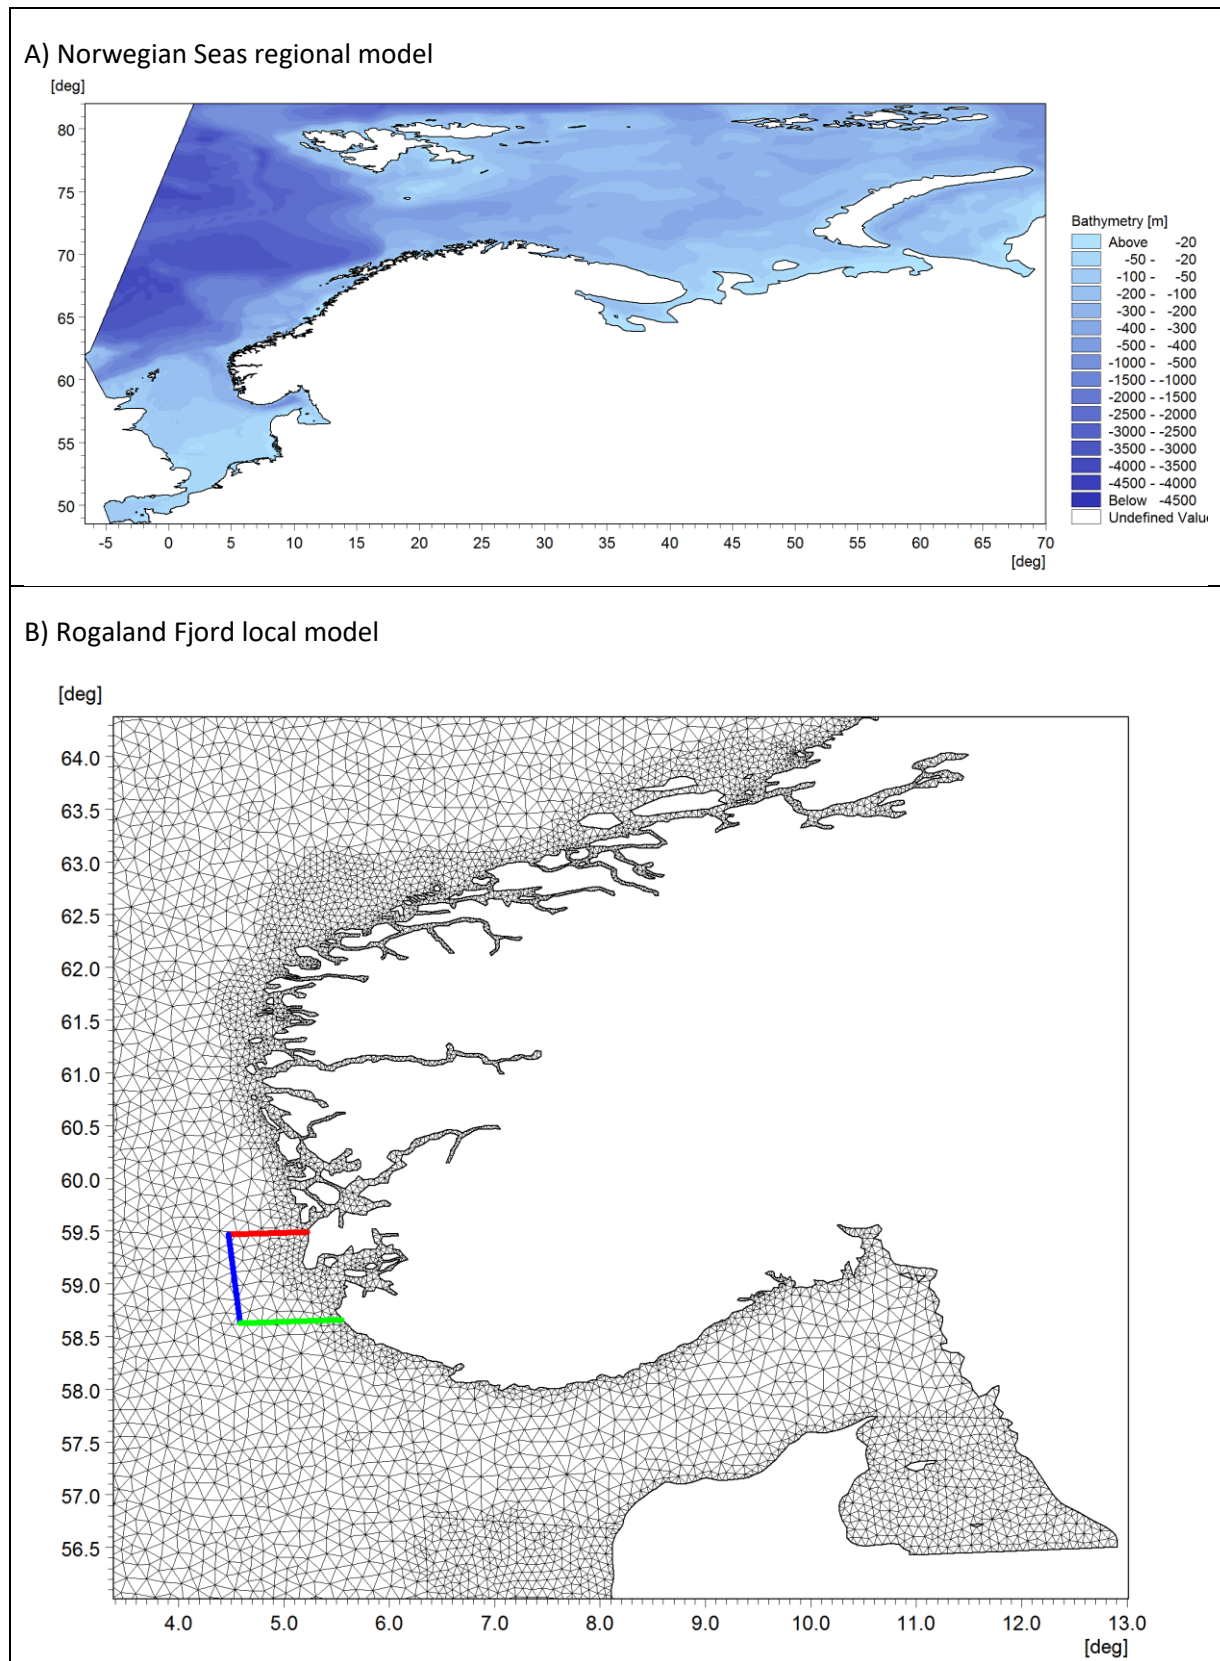 A) Norwegian Seas regional model
[deg]
80
75
70
65
60
55
50
-5 0 5 10 15 20 25 30 35 40 45 50 55 60 65 70
[deg]
Bathymetry [m]
Above -20
-50 - -20
-100 - -50
-200 - -100
-300 - -200
-400 - -300
-500 - -400
-1000 - -500
-1500 - -1000
-2000 - -1500
-2500 - -2000
-3000 - -2500
-3500 - -3000
-4000 - -3500
-4500 - -4000
Below -4500
Undefined Valu
B) Rogaland Fjord local model
[deg]
64.0
63.5
63.0
62.5
62.0
61.5
61.0
60.5
60.0
59.5
59.0
58.5
58.0
57.5
57.0
56.5
4.0 5.0 6.0 7.0 8.0 9.0 10.0 11.0 12.0 13.0
[deg]